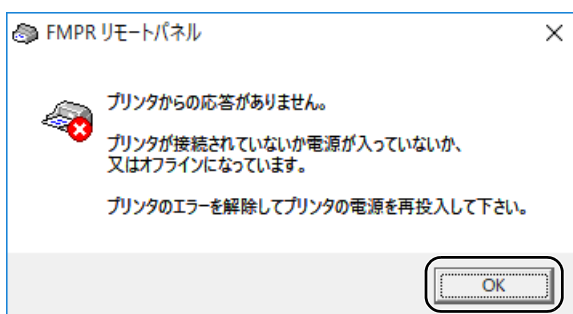 FMPR リモートパネル
プリンタからの応答がありません。
プリンタが接続されていないか電源が入っていないか、
又はオフラインになっています。
プリンタのエラーを解除してプリンタの電源を再投入して下さい。
OK